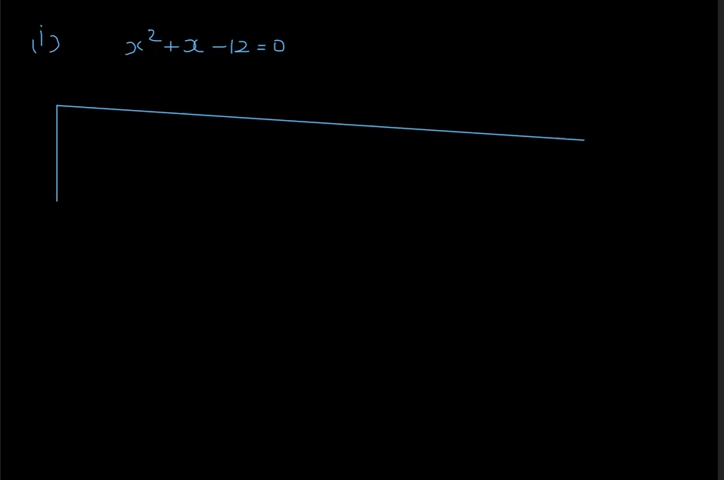 (i) x² + x - 12 = 0